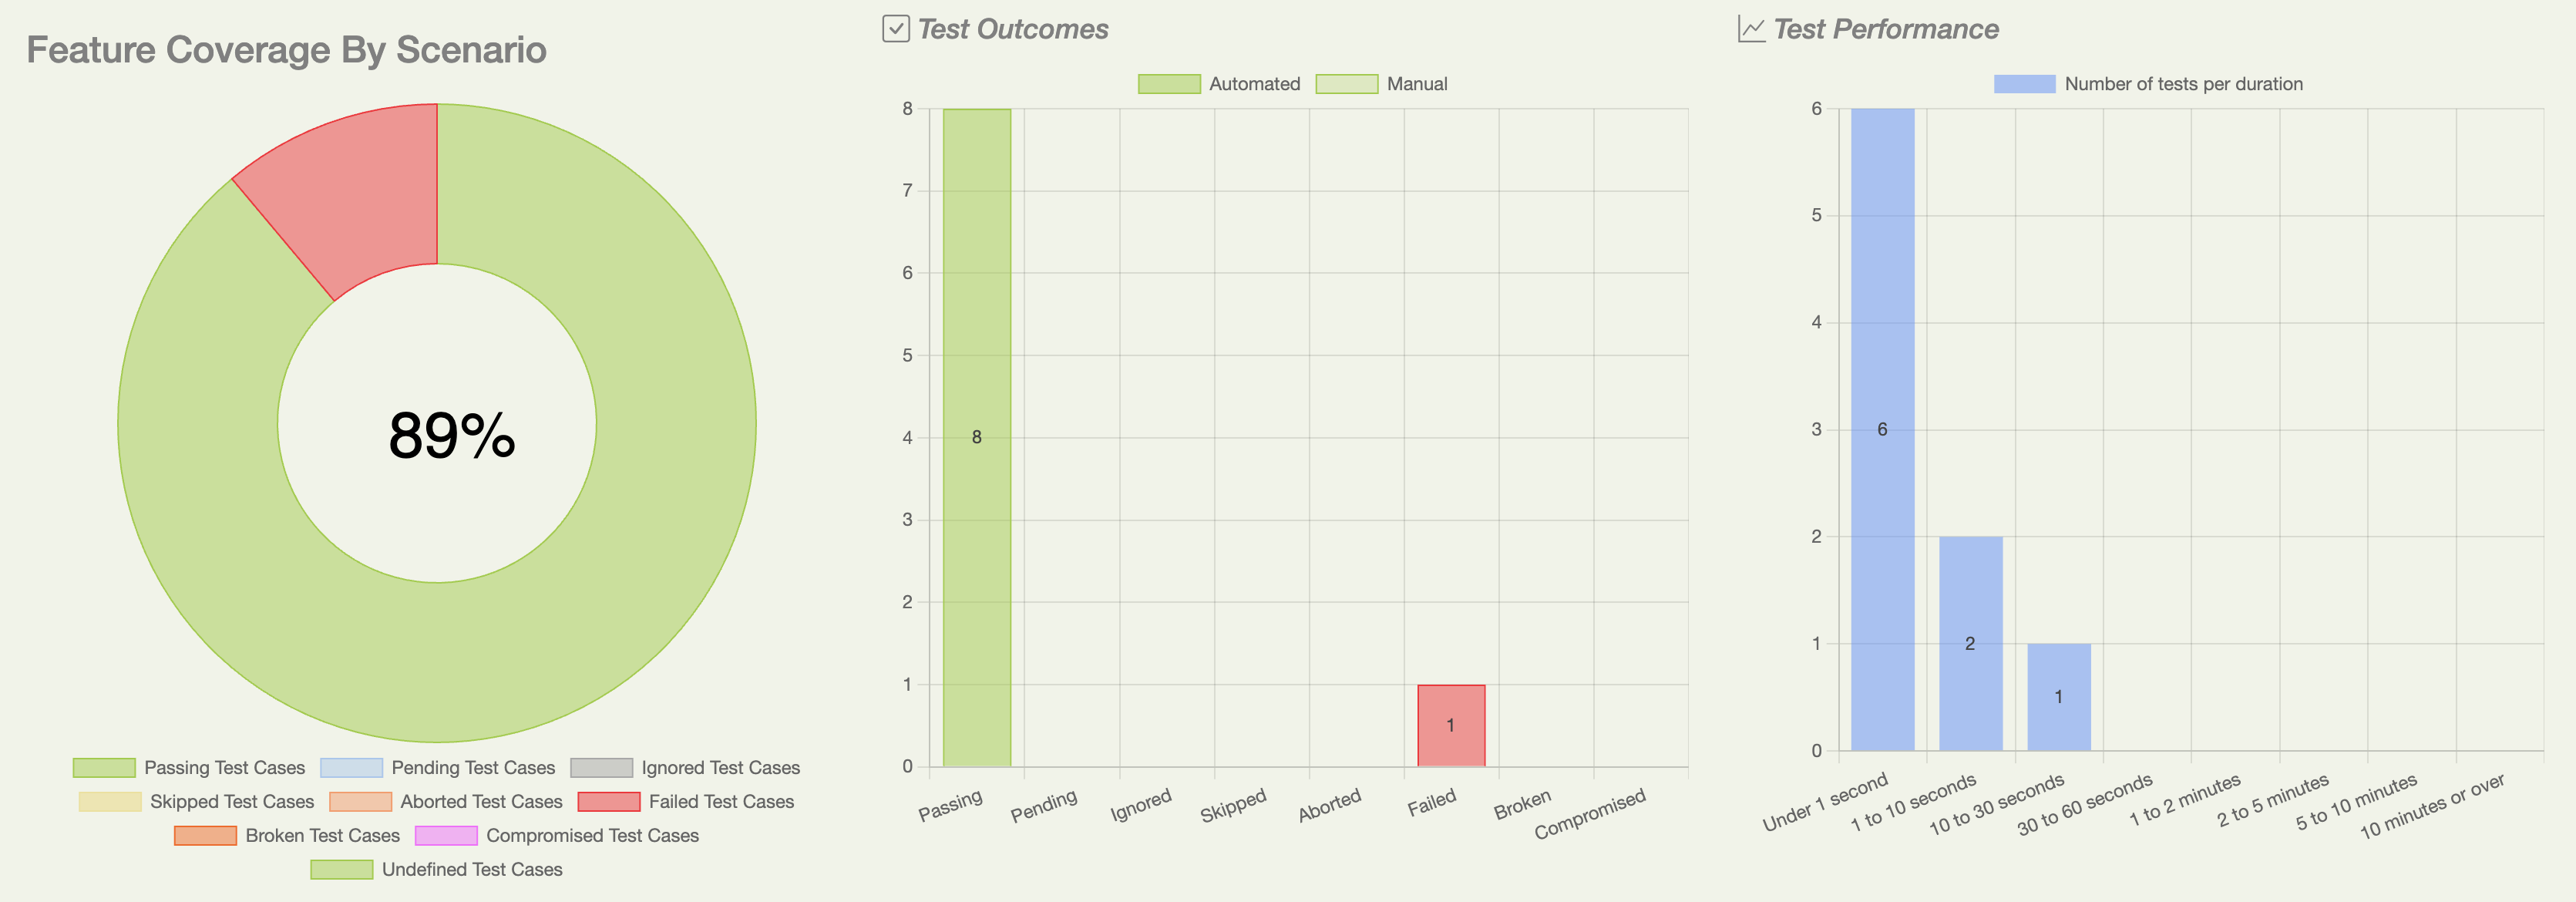 Feature Coverage By Scenario
89%
Passing Test Cases Pending Test Cases Ignored Test Cases
Skipped Test Cases Aborted Test Cases Failed Test Cases
Broken Test Cases Compromised Test Cases
Undefined Test Cases
Test Outcomes
Automated Manual
8
7
6
5
4
3
2
1
0
8
1
Passing Pending Ignored Skipped Aborted Failed Broken Compromised
Test Performance
Number of tests per duration
6
5
4
3
2
1
0
6
2
1
Under 1 second 1 to 10 seconds 10 to 30 seconds 30 to 60 seconds 1 to 2 minutes 2 to 5 minutes 5 to 10 minutes 10 minutes or over